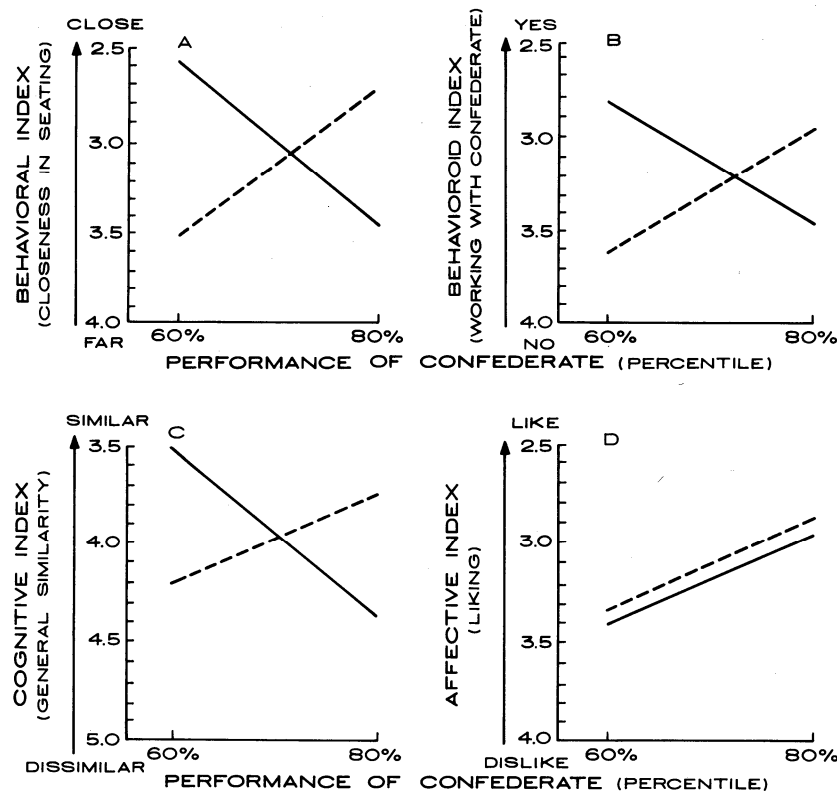 CLOSE
A
2.5
3.0
3.5
4.0
FAR
BEHAVIORAL INDEX
(CLOSENESS IN SEATING)
60%
80%
YES
B
2.5
3.0
3.5
4.0
NO
BEHAVIOROID INDEX
(WORKING WITH CONFEDERATE)
60%
80%
PERFORMANCE OF CONFEDERATE (PERCENTILE)
SIMILAR
C
3.5
4.0
4.5
5.0
DISSIMILAR
COGNITIVE INDEX
(GENERAL SIMILARITY)
60%
80%
LIKE
D
2.5
3.0
3.5
4.0
DISLIKE
AFFECTIVE INDEX
(LIKING)
60%
80%
PERFORMANCE OF CONFEDERATE (PERCENTILE)